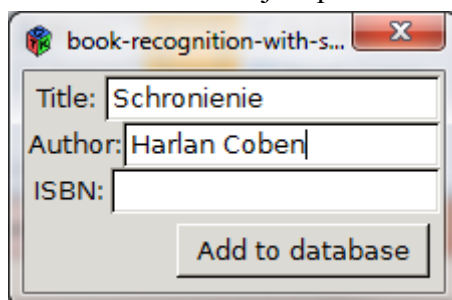 book-recognition-with-s...
Title: Schronienie
Author: Harlan Coben
ISBN:
Add to database